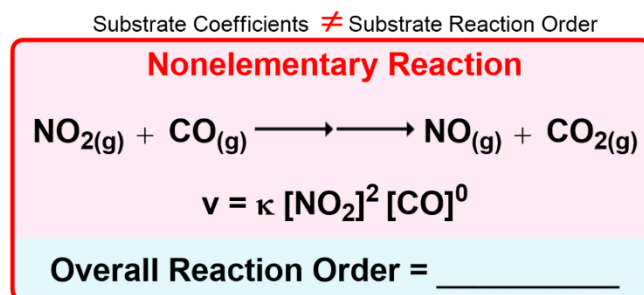 Substrate Coefficients ≠ Substrate Reaction Order
Nonelementary Reaction
NO₂(g) + CO(g) ⟶⟶ NO(g) + CO₂(g)
v = κ [NO₂]² [CO]⁰
Overall Reaction Order = __________